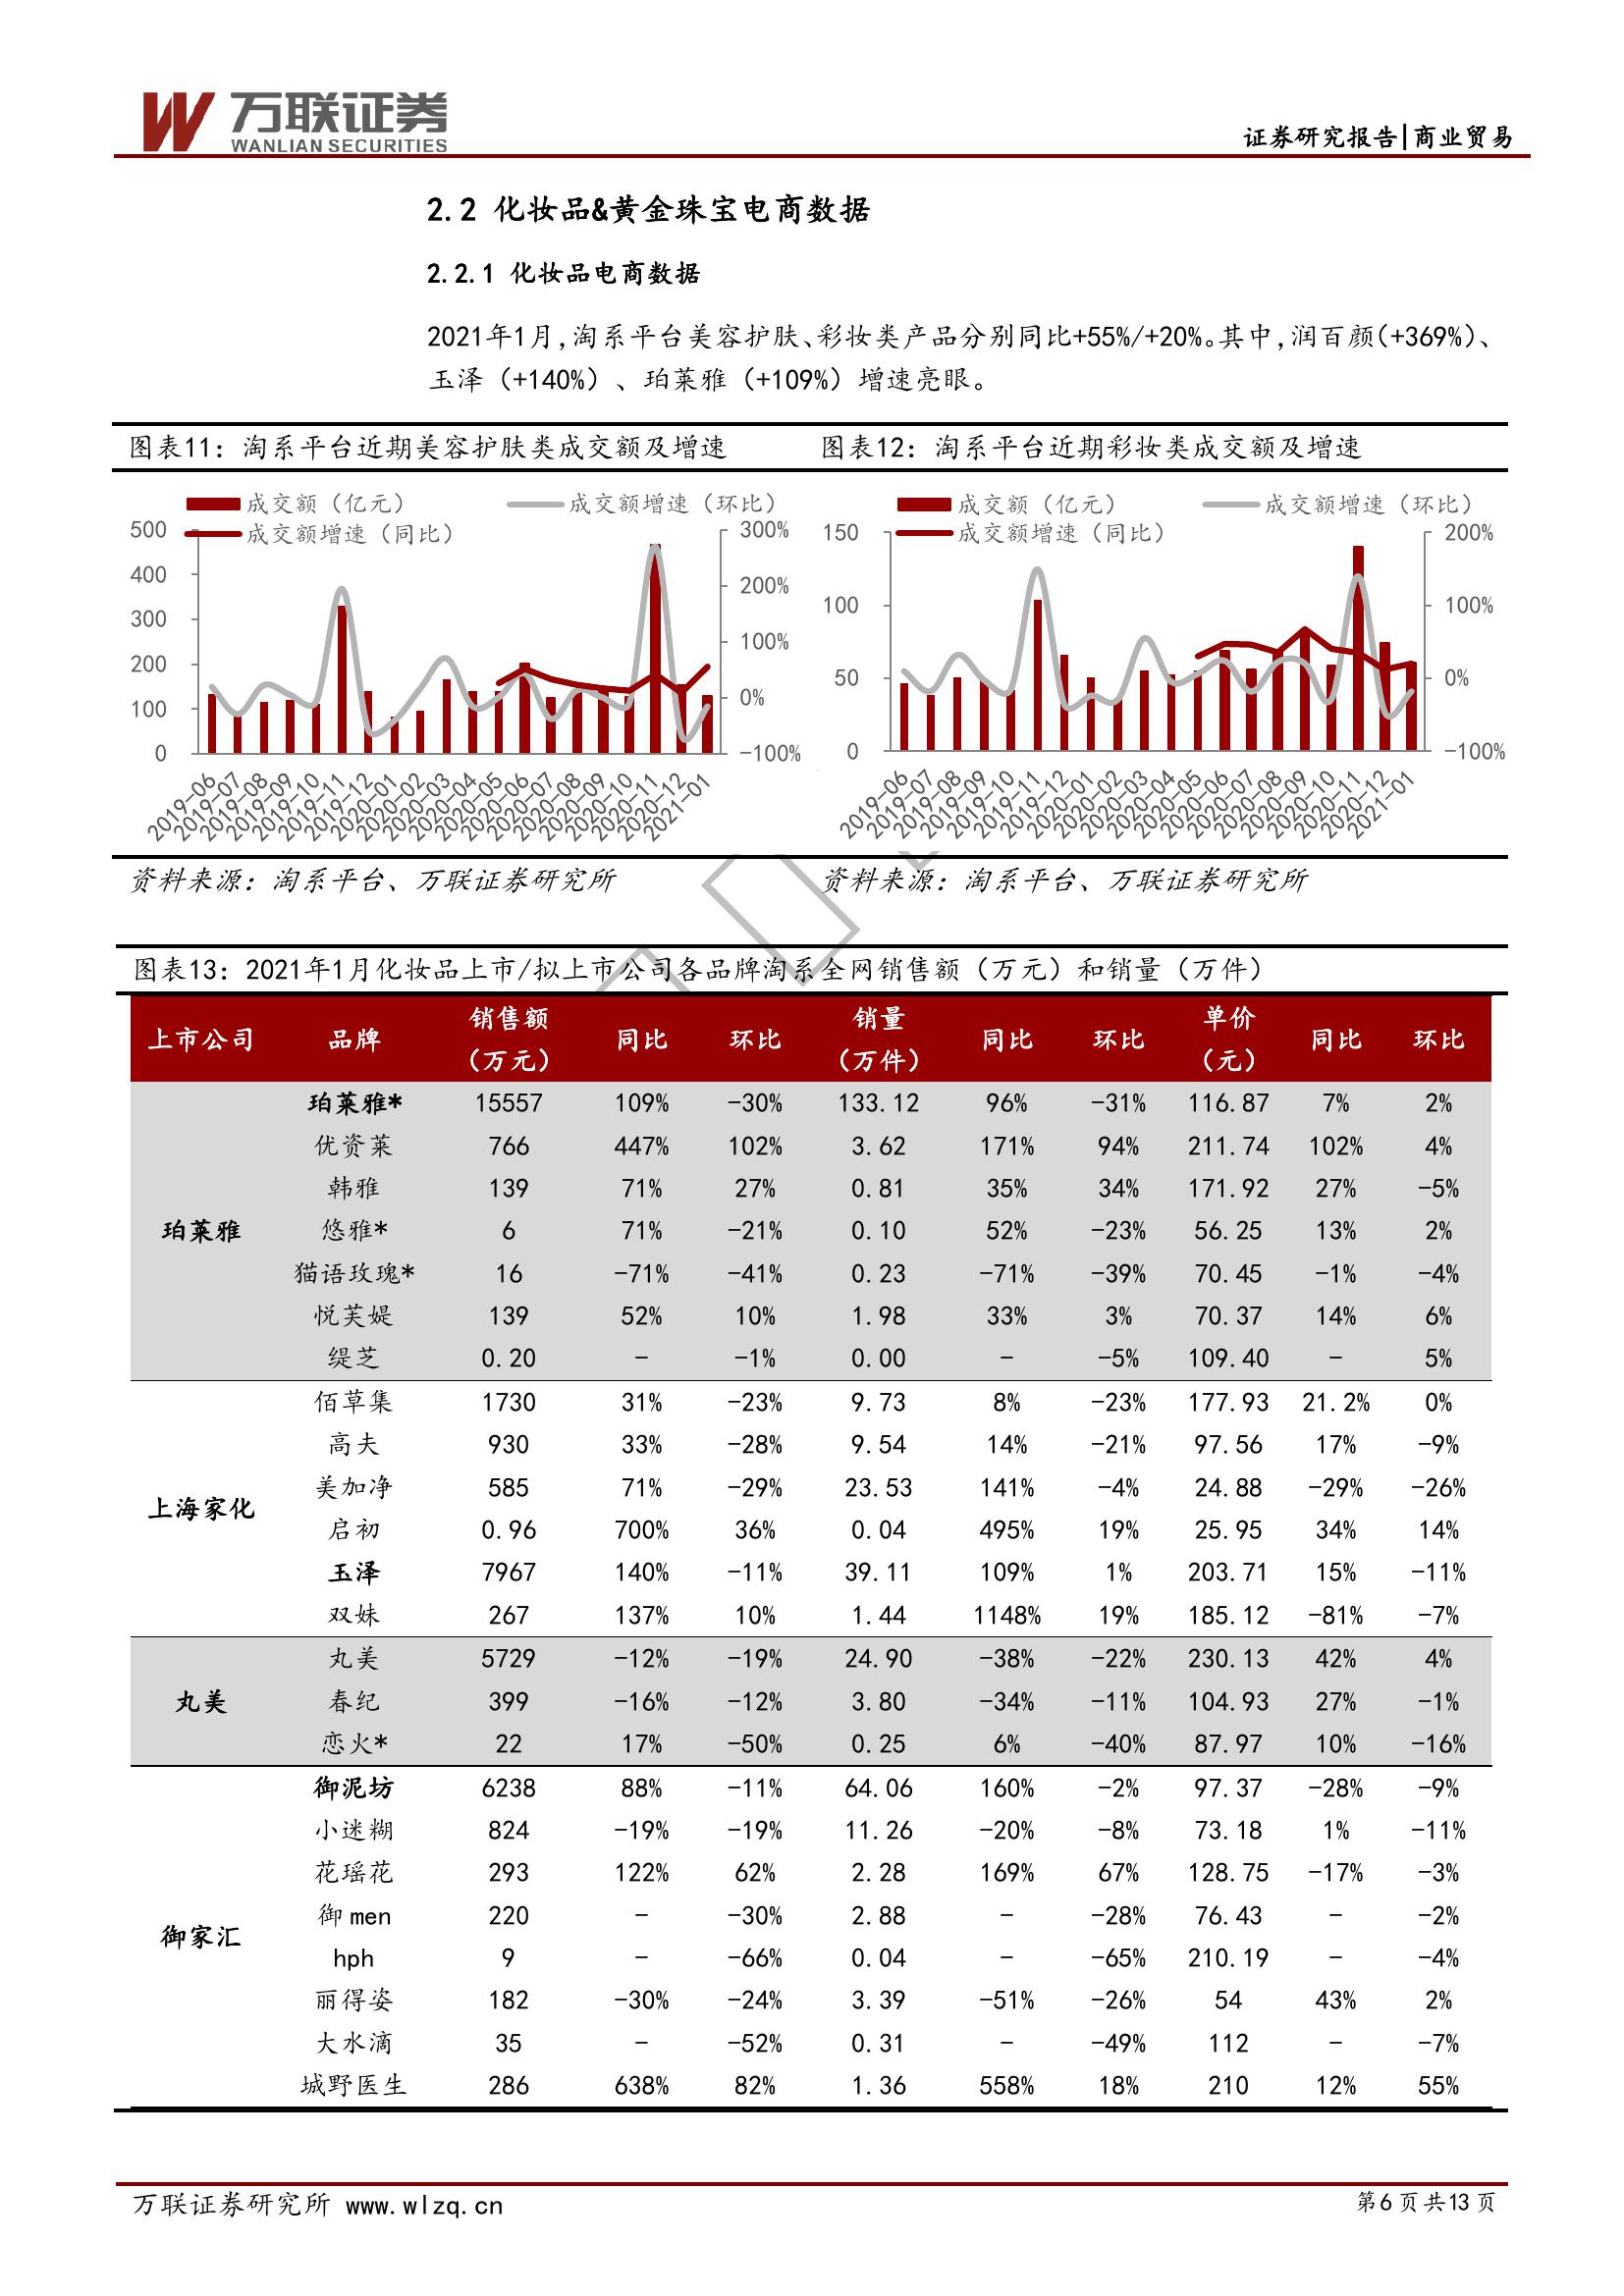 万联证券
WANLIAN SECURITIES
证券研究报告|商业贸易
2.2 化妆品&黄金珠宝电商数据
2.2.1 化妆品电商数据
2021年1月,淘系平台美容护肤、彩妆类产品分别同比+55%/+20%。其中,润百颜(+369%)、
玉泽（+140%）、珀莱雅（+109%）增速亮眼。
图表11：淘系平台近期美容护肤类成交额及增速
成交额（亿元）
成交额增速（环比）
成交额增速（同比）
500
400
300
200
100
0
300%
200%
100%
0%
-100%
2019-06
2019-07
2019-08
2019-09
2019-10
2019-11
2019-12
2020-01
2020-02
2020-03
2020-04
2020-05
2020-06
2020-07
2020-08
2020-09
2020-10
2020-11
2020-12
2021-01
资料来源：淘系平台、万联证券研究所
图表12：淘系平台近期彩妆类成交额及增速
成交额（亿元）
成交额增速（环比）
成交额增速（同比）
150
100
50
0
200%
100%
0%
-100%
2019-06
2019-07
2019-08
2019-09
2019-10
2019-11
2019-12
2020-01
2020-02
2020-03
2020-04
2020-05
2020-06
2020-07
2020-08
2020-09
2020-10
2020-11
2020-12
2021-01
资料来源：淘系平台、万联证券研究所
图表13：2021年1月化妆品上市/拟上市公司各品牌淘系全网销售额（万元）和销量（万件）
上市公司 品牌 销售额（万元） 同比 环比 销量（万件） 同比 环比 单价（元） 同比 环比
珀莱雅
珀莱雅* 15557 109% -30% 133.12 96% -31% 116.87 7% 2%
优资莱 766 447% 102% 3.62 171% 94% 211.74 102% 4%
韩雅 139 71% 27% 0.81 35% 34% 171.92 27% -5%
悠雅* 6 71% -21% 0.10 52% -23% 56.25 13% 2%
猫语玫瑰* 16 -71% -41% 0.23 -71% -39% 70.45 -1% -4%
悦芙媞 139 52% 10% 1.98 33% 3% 70.37 14% 6%
缇芝 0.20 - -1% 0.00 - -5% 109.40 - 5%
上海家化
佰草集 1730 31% -23% 9.73 8% -23% 177.93 21.2% 0%
高夫 930 33% -28% 9.54 14% -21% 97.56 17% -9%
美加净 585 71% -29% 23.53 141% -4% 24.88 -29% -26%
启初 0.96 700% 36% 0.04 495% 19% 25.95 34% 14%
玉泽 7967 140% -11% 39.11 109% 1% 203.71 15% -11%
双妹 267 137% 10% 1.44 1148% 19% 185.12 -81% -7%
丸美
丸美 5729 -12% -19% 24.90 -38% -22% 230.13 42% 4%
春纪 399 -16% -12% 3.80 -34% -11% 104.93 27% -1%
恋火* 22 17% -50% 0.25 6% -40% 87.97 10% -16%
御家汇
御泥坊 6238 88% -11% 64.06 160% -2% 97.37 -28% -9%
小迷糊 824 -19% -19% 11.26 -20% -8% 73.18 1% -11%
花瑶花 293 122% 62% 2.28 169% 67% 128.75 -17% -3%
御men 220 - -30% 2.88 - -28% 76.43 - -2%
hph 9 - -66% 0.04 - -65% 210.19 - -4%
丽得姿 182 -30% -24% 3.39 -51% -26% 54 43% 2%
大水滴 35 - -52% 0.31 - -49% 112 - -7%
城野医生 286 638% 82% 1.36 558% 18% 210 12% 55%
万联证券研究所 www.wlzq.cn
第6页共13页